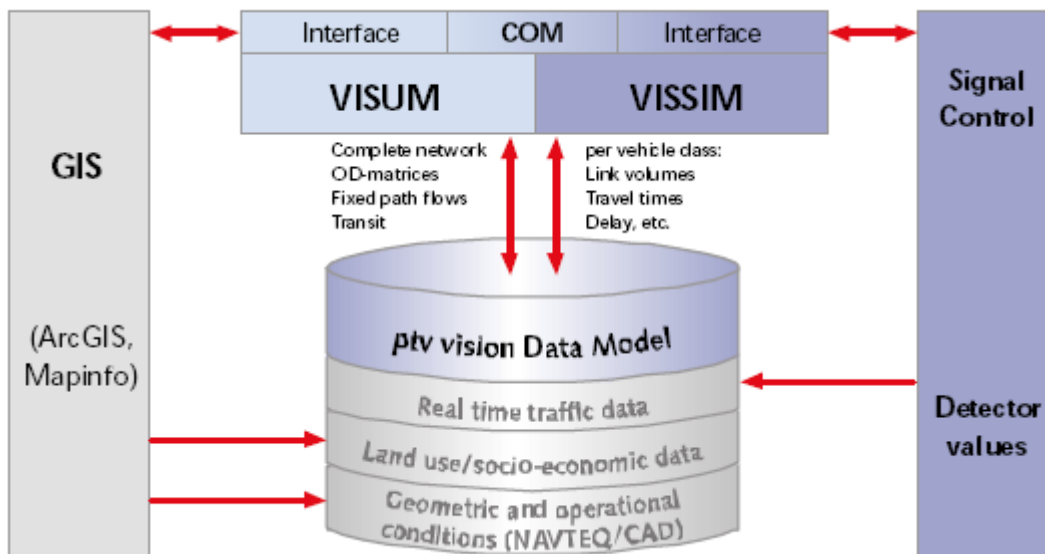 Interface
COM
Interface
VISUM
VISSIM
GIS
(ArcGIS,
Mapinfo)
Complete network
OD-matrices
Fixed path flows
Transit
per vehicle class:
Link volumes
Travel times
Delay, etc.
Signal
Control
Detector
values
ptv vision Data Model
Real time traffic data
Land use/socio-economic data
Geometric and operational
conditions (NAVTEQ/CAD)